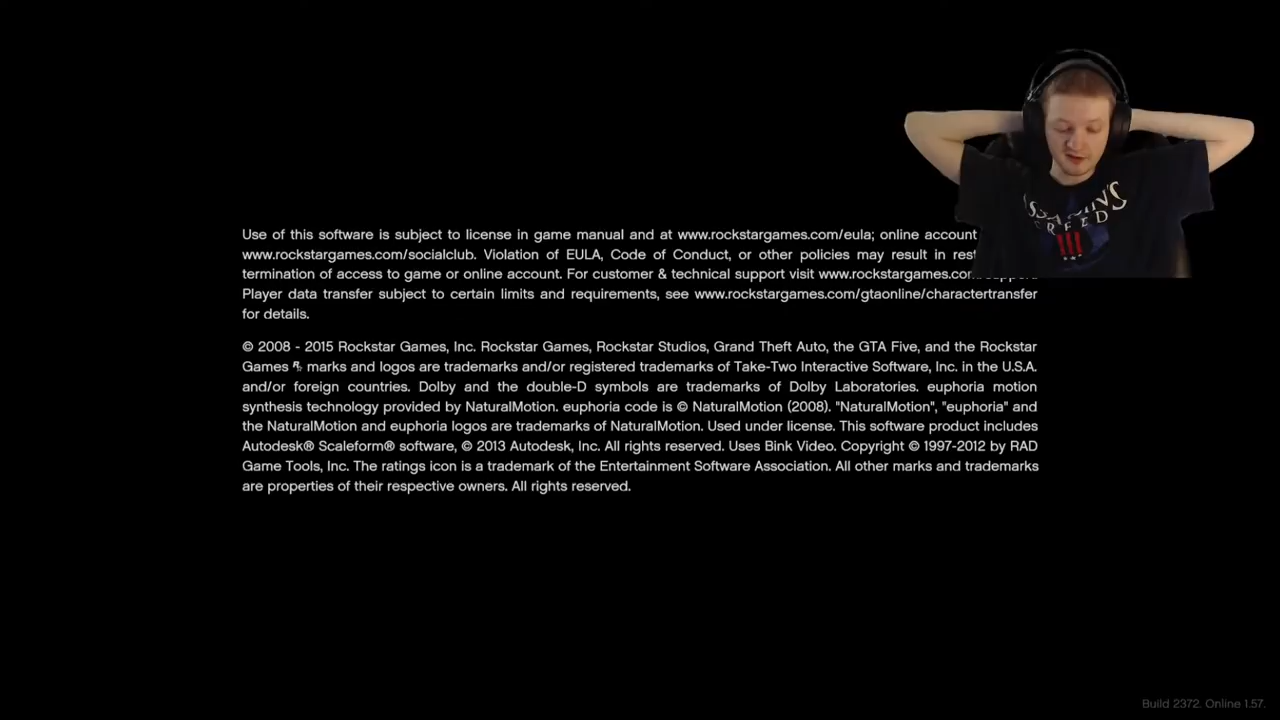 Use of this software is subject to license in game manual and at www.rockstargames.com/eula; online account
www.rockstargames.com/socialclub. Violation of EULA, Code of Conduct, or other policies may result in
termination of access to game or online account. For customer & technical support visit
Player data transfer subject to certain limits and requirements, see www.rockstargames.com/gtaonline/charactertransfer
for details.
© 2008 - 2015 Rockstar Games, Inc. Rockstar Games, Rockstar Studios, Grand Theft Auto, the GTA Five, and the Rockstar
Games R* marks and logos are trademarks and/or registered trademarks of Take-Two Interactive Software, Inc. in the U.S.A.
and/or foreign countries. Dolby and the double-D symbols are trademarks of Dolby Laboratories. euphoria motion
synthesis technology provided by NaturalMotion. euphoria code is © NaturalMotion (2008). "NaturalMotion", "euphoria" and
the NaturalMotion and euphoria logos are trademarks of NaturalMotion. Used under license. This software product includes
Autodesk® Scaleform® software, © 2013 Autodesk, Inc. All rights reserved. Uses Bink Video. Copyright © 1997-2012 by RAD
Game Tools, Inc. The ratings icon is a trademark of the Entertainment Software Association. All other marks and trademarks
are properties of their respective owners. All rights reserved.
III
Build 2372. Online 1.57.